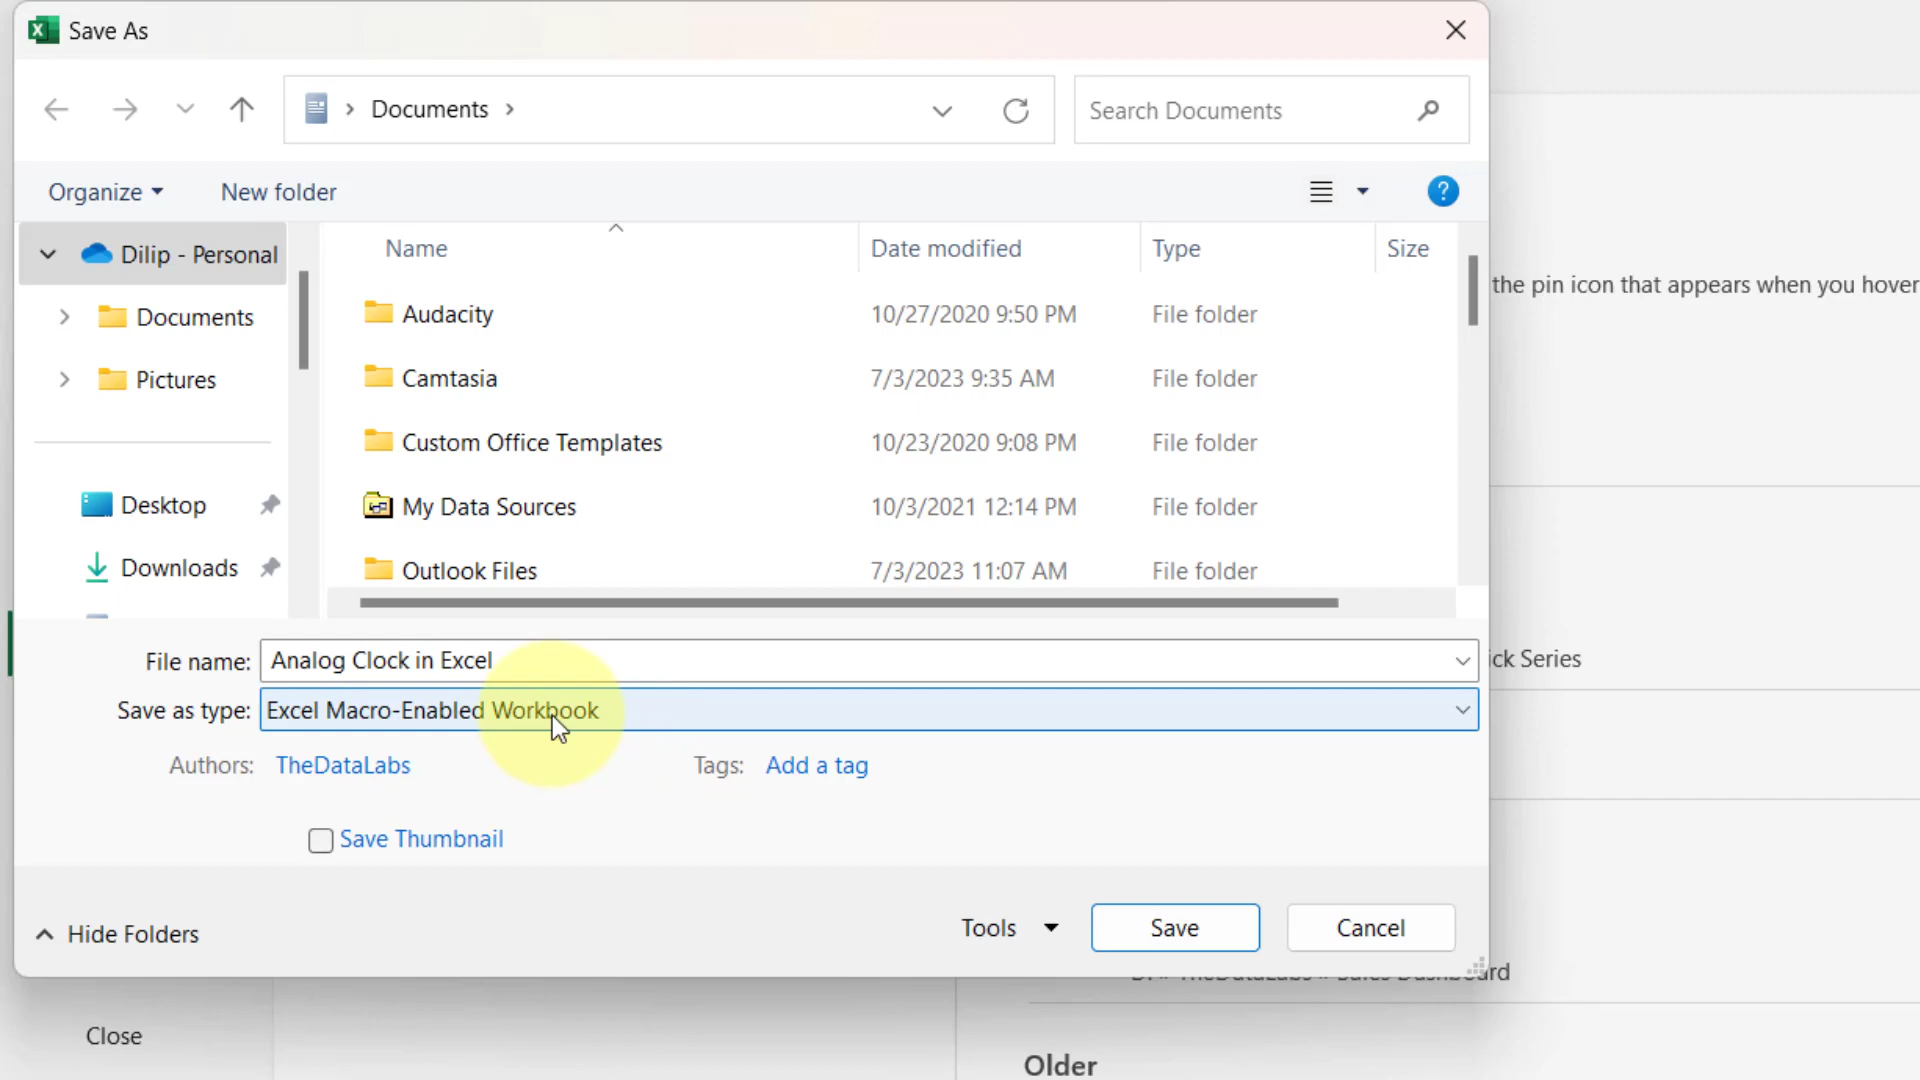 Save As
Documents
Search Documents
Organize
New folder
Name
Date modified
Type
Size
Dilip - Personal
Documents
Pictures
Desktop
Downloads
Audacity 10/27/2020 9:50 PM File folder
Camtasia 7/3/2023 9:35 AM File folder
Custom Office Templates 10/23/2020 9:08 PM File folder
My Data Sources 10/3/2021 12:14 PM File folder
Outlook Files 7/3/2023 11:07 AM File folder
the pin icon that appears when you hover
File name: Analog Clock in Excel
ick Series
Save as type: Excel Macro-Enabled Workbook
Authors: TheDataLabs Tags: Add a tag
Save Thumbnail
Hide Folders
Tools
Save
Cancel
Close
Older